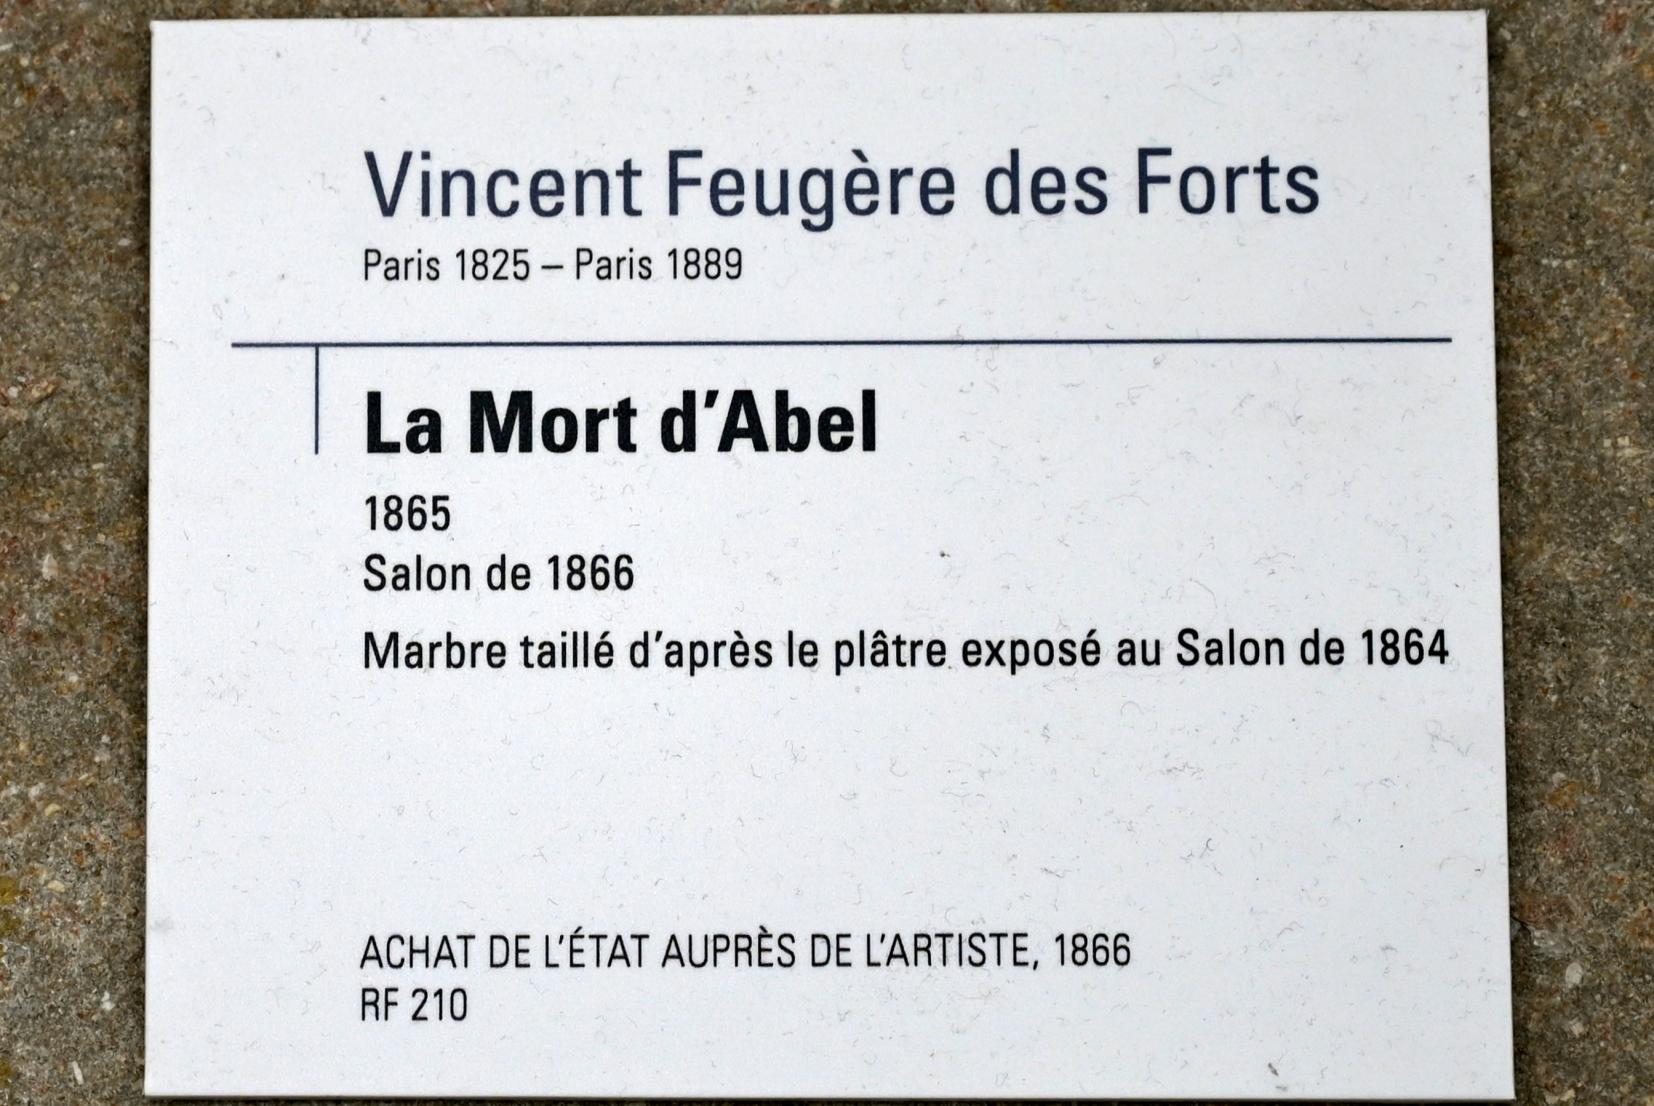 Vincent Feugère des Forts
Paris 1825 – Paris 1889
La Mort d’Abel
1865
Salon de 1866
Marbre taillé d’après le plâtre exposé au Salon de 1864
ACHAT DE L’ÉTAT AUPRÈS DE L’ARTISTE, 1866
RF 210